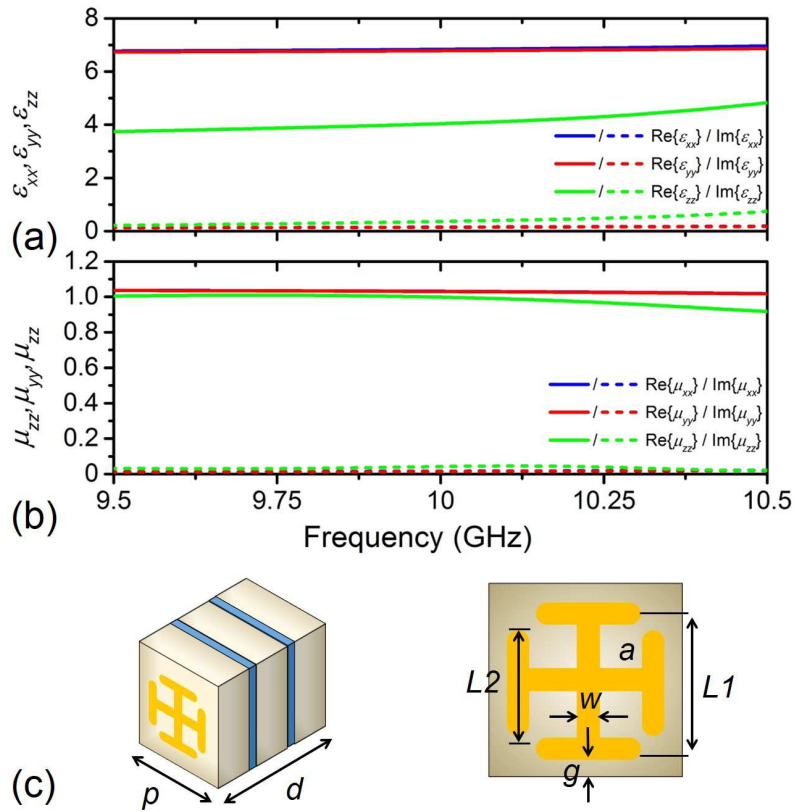 8
6
4
2
0
εxx,εyy,εzz
/ Re{εxx} / Im{εxx}
/ Re{εyy} / Im{εyy}
/ Re{εzz} / Im{εzz}
(a)
1.2
1.0
0.8
0.6
0.4
0.2
0
μzz,μyy,μzz
/ Re{μxx} / Im{μxx}
/ Re{μyy} / Im{μyy}
/ Re{μzz} / Im{μzz}
9.5 9.75 10 10.25 10.5
(b)
Frequency (GHz)
p
d
L2
a
L1
w
g
(c)